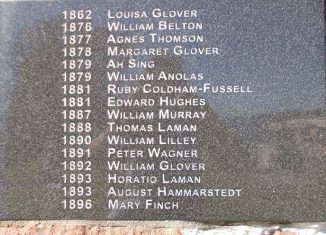 1862 Louisa Glover
1876 William Belton
1877 Agnes Thomson
1878 Margaret Glover
1879 Ah Sing
1879 William Anolas
1881 Ruby Coldham-Fussell
1881 Edward Hughes
1887 William Murray
1888 Thomas Laman
1890 William Lilley
1891 Peter Wagner
1892 William Glover
1893 Horatio Laman
1893 August Hammarstedt
1896 Mary Finch